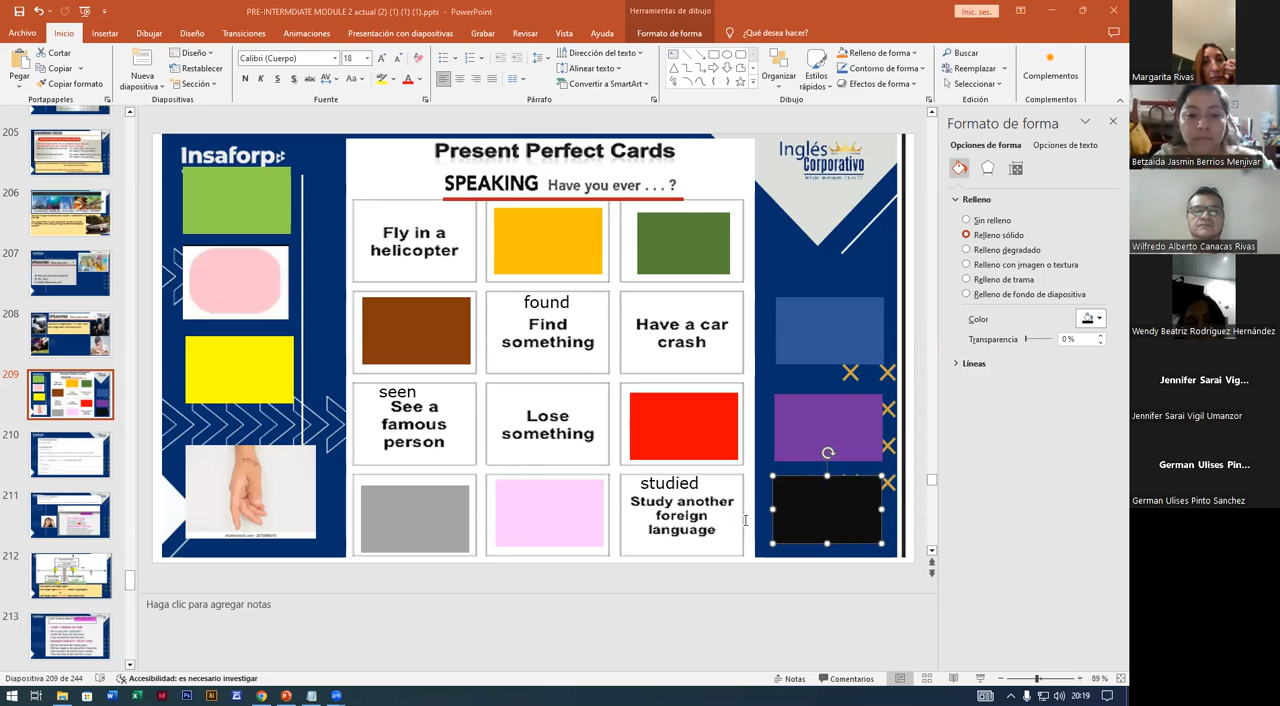 PRE-INTERMDIATE MODULE 2 actual (2) (1) (1) (1).pptx - PowerPoint
Herramientas de dibujo
Inic. ses.
Archivo
Inicio
Insertar
Dibujar
Diseño
Transiciones
Animaciones
Presentación con diapositivas
Grabar
Revisar
Vista
Ayuda
Formato de forma
¿Qué desea hacer?
Pegar
Cortar
Copiar
Copiar formato
Portapapeles
Nueva diapositiva
Diseño
Restablecer
Sección
Diapositivas
Calibri (Cuerpo)
18
N K S S abc AV Aa
Fuente
Párrafo
Dirección del texto
Alinear texto
Convertir a SmartArt
Organizar
Estilos rápidos
Relleno de forma
Contorno de forma
Efectos de forma
Dibujo
Buscar
Reemplazar
Seleccionar
Edición
Complementos
Complementos
205
206
207
208
209
210
211
212
213
Insaforp
Present Perfect Cards
SPEAKING Have you ever . . . ?
Inglés
Corporativo
Fly in a
helicopter
found
Find
something
Have a car
crash
seen
See a
famous
person
Lose
something
studied
Study another
foreign
language
Haga clic para agregar notas
Formato de forma
Opciones de forma
Opciones de texto
Relleno
Sin relleno
Relleno sólido
Relleno degradado
Relleno con imagen o textura
Relleno de trama
Relleno de fondo de diapositiva
Color
Transparencia
0 %
Líneas
Margarita Rivas
Betzaida Jasmin Berrios Menjivar
Wilfredo Alberto Canacas Rivas
Wendy Beatriz Rodríguez Hernández
Jennifer Sarai Vig...
Jennifer Sarai Vigil Umanzor
German Ulises Pin...
German Ulises Pinto Sanchez
Diapositiva 209 de 244
Accesibilidad: es necesario investigar
Notas
Comentarios
89 %
20:19